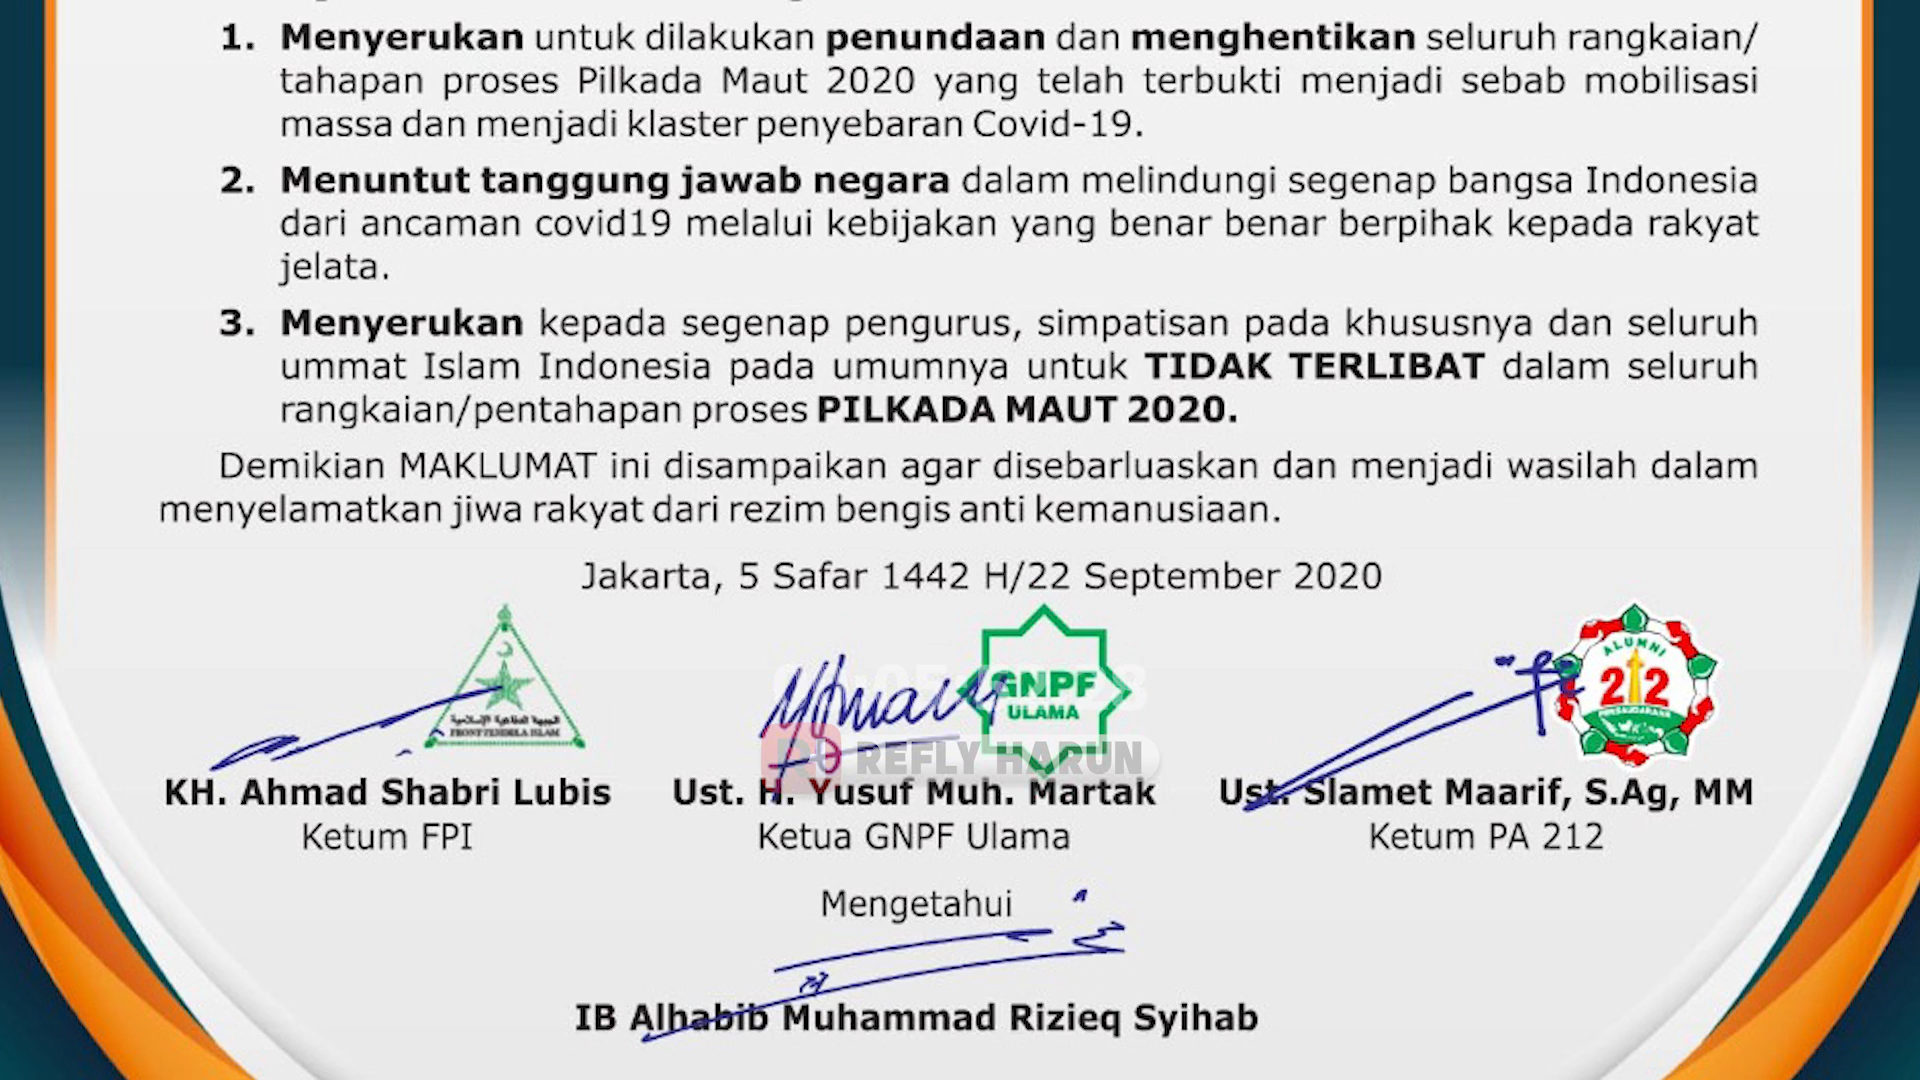 1. Menyerukan untuk dilakukan penundaan dan menghentikan seluruh rangkaian/
tahapan proses Pilkada Maut 2020 yang telah terbukti menjadi sebab mobilisasi
massa dan menjadi klaster penyebaran Covid-19.
2. Menuntut tanggung jawab negara dalam melindungi segenap bangsa Indonesia
dari ancaman covid19 melalui kebijakan yang benar benar berpihak kepada rakyat
jelata.
3. Menyerukan kepada segenap pengurus, simpatisan pada khususnya dan seluruh
ummat Islam Indonesia pada umumnya untuk TIDAK TERLIBAT dalam seluruh
rangkaian/pentahapan proses PILKADA MAUT 2020.
Demikian MAKLUMAT ini disampaikan agar disebarluaskan dan menjadi wasilah dalam
menyelamatkan jiwa rakyat dari rezim bengis anti kemanusiaan.
Jakarta, 5 Safar 1442 H/22 September 2020
الجبهة الدفاعية الإسلامية
FRONT PEMBELA ISLAM
GNPF
ULAMA
ALUMNI
212
REFLY HARUN
KH. Ahmad Shabri Lubis
Ketum FPI
Ust. H. Yusuf Muh. Martak
Ketua GNPF Ulama
Ust. Slamet Maarif, S.Ag, MM
Ketum PA 212
Mengetahui
IB Alhabib Muhammad Rizieq Syihab